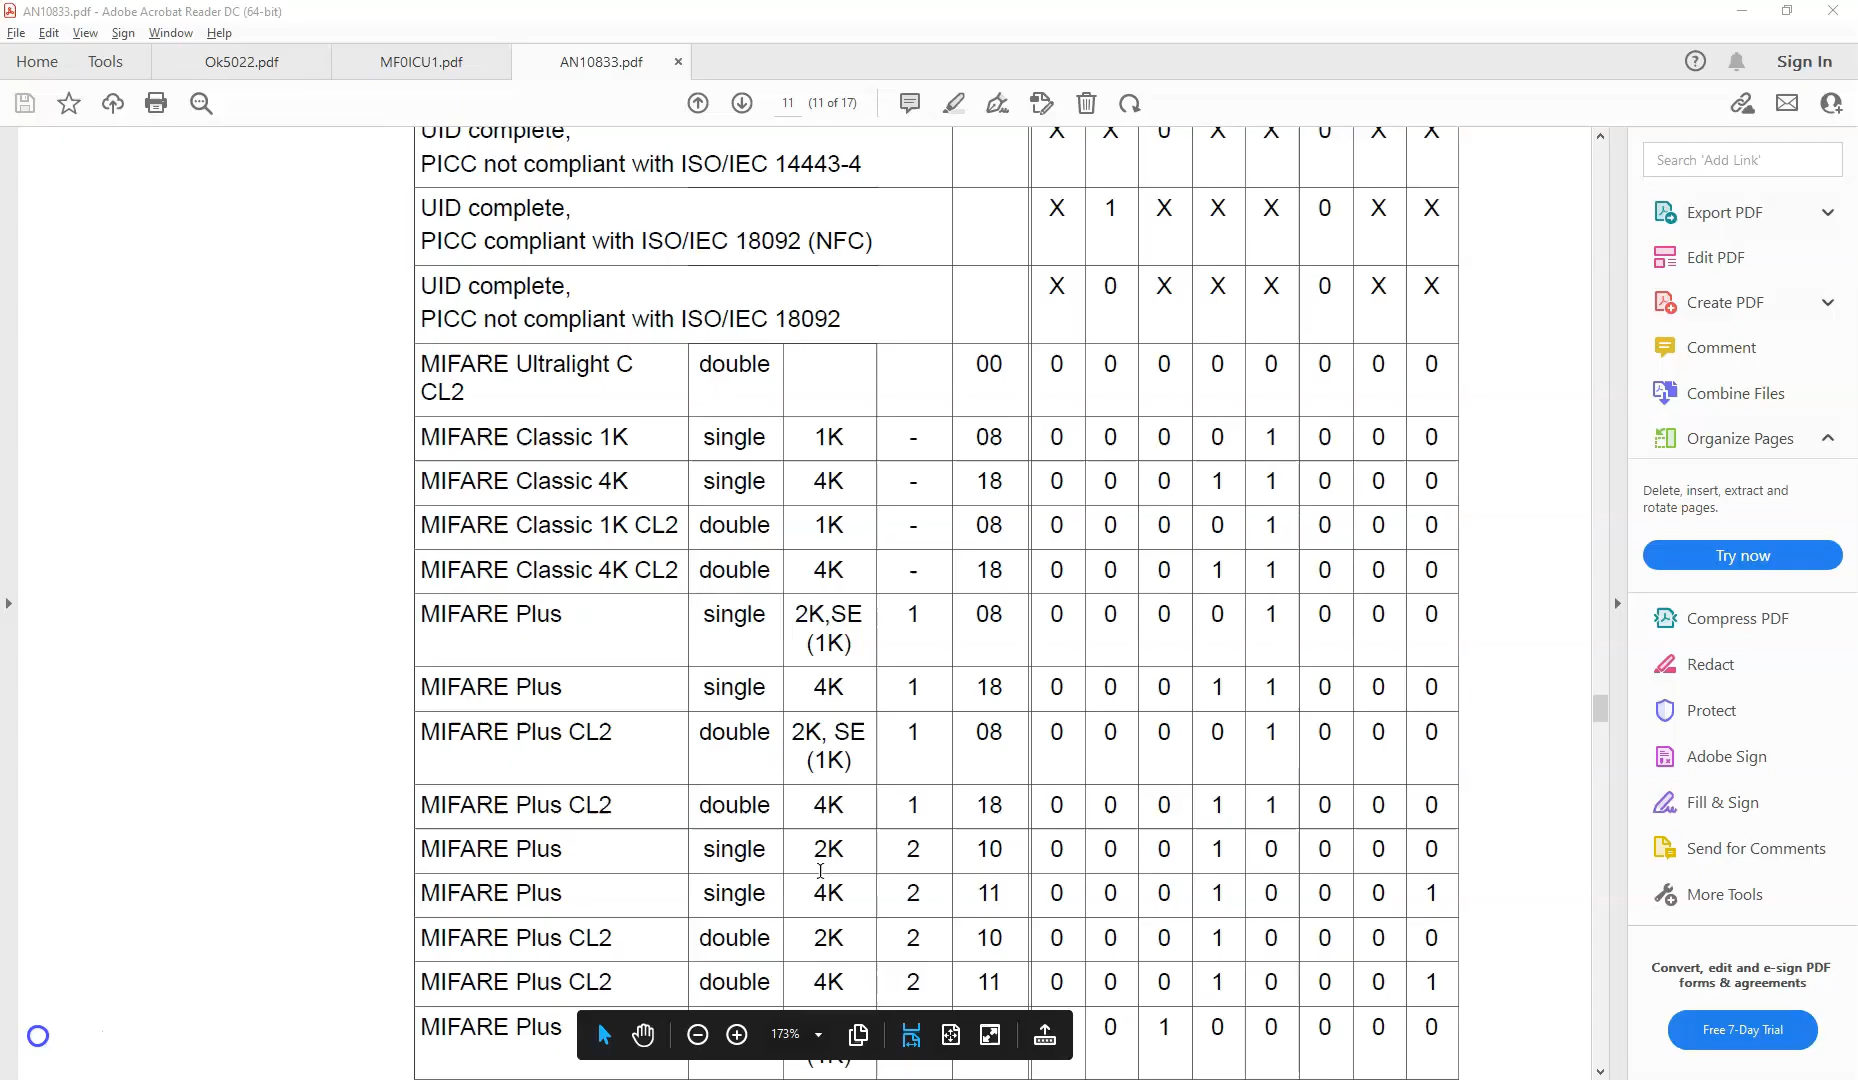 AN10833.pdf - Adobe Acrobat Reader DC (64-bit)
File Edit View Sign Window Help
Home Tools Ok5022.pdf MF0ICU1.pdf AN10833.pdf × Sign In
11 (11 of 17)
UID complete, X X 0 X X 0 X X
PICC not compliant with ISO/IEC 14443-4
UID complete, X 1 X X X 0 X X
PICC compliant with ISO/IEC 18092 (NFC)
UID complete, X 0 X X X 0 X X
PICC not compliant with ISO/IEC 18092
MIFARE Ultralight C double 00 0 0 0 0 0 0 0 0
CL2
MIFARE Classic 1K single 1K - 08 0 0 0 0 1 0 0 0
MIFARE Classic 4K single 4K - 18 0 0 0 1 1 0 0 0
MIFARE Classic 1K CL2 double 1K - 08 0 0 0 0 1 0 0 0
MIFARE Classic 4K CL2 double 4K - 18 0 0 0 1 1 0 0 0
MIFARE Plus single 2K,SE 1 08 0 0 0 0 1 0 0 0
(1K)
MIFARE Plus single 4K 1 18 0 0 0 1 1 0 0 0
MIFARE Plus CL2 double 2K, SE 1 08 0 0 0 0 1 0 0 0
(1K)
MIFARE Plus CL2 double 4K 1 18 0 0 0 1 1 0 0 0
MIFARE Plus single 2K 2 10 0 0 0 1 0 0 0 0
MIFARE Plus single 4K 2 11 0 0 0 1 0 0 0 1
MIFARE Plus CL2 double 2K 2 10 0 0 0 1 0 0 0 0
MIFARE Plus CL2 double 4K 2 11 0 0 0 1 0 0 0 1
MIFARE Plus 0 1 0 0 0 0 0
173%
Search 'Add Link'
Export PDF
Edit PDF
Create PDF
Comment
Combine Files
Organize Pages
Delete, insert, extract and
rotate pages.
Try now
Compress PDF
Redact
Protect
Adobe Sign
Fill & Sign
Send for Comments
More Tools
Convert, edit and e-sign PDF
forms & agreements
Free 7-Day Trial